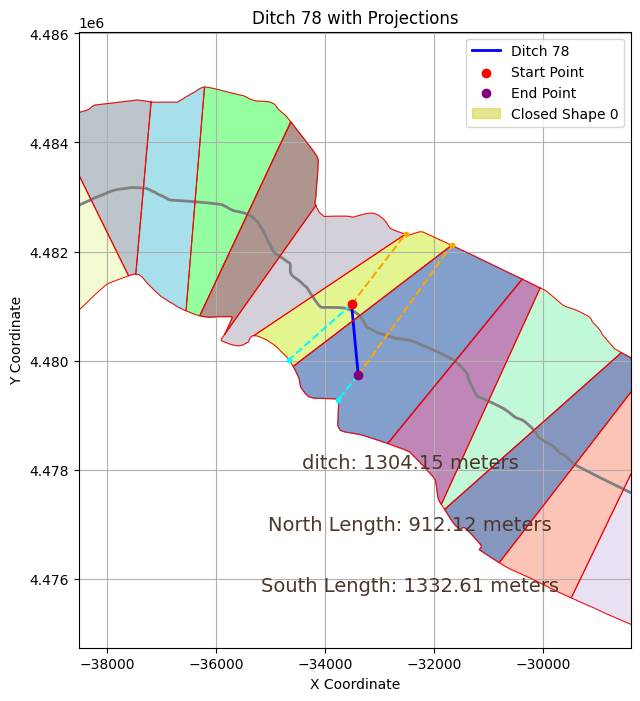 Ditch 78 with Projections
1e6
Ditch 78
Start Point
End Point
Closed Shape 0
4.486
4.484
4.482
4.480
4.478
4.476
Y Coordinate
ditch: 1304.15 meters
North Length: 912.12 meters
South Length: 1332.61 meters
−38000 −36000 −34000 −32000 −30000
X Coordinate